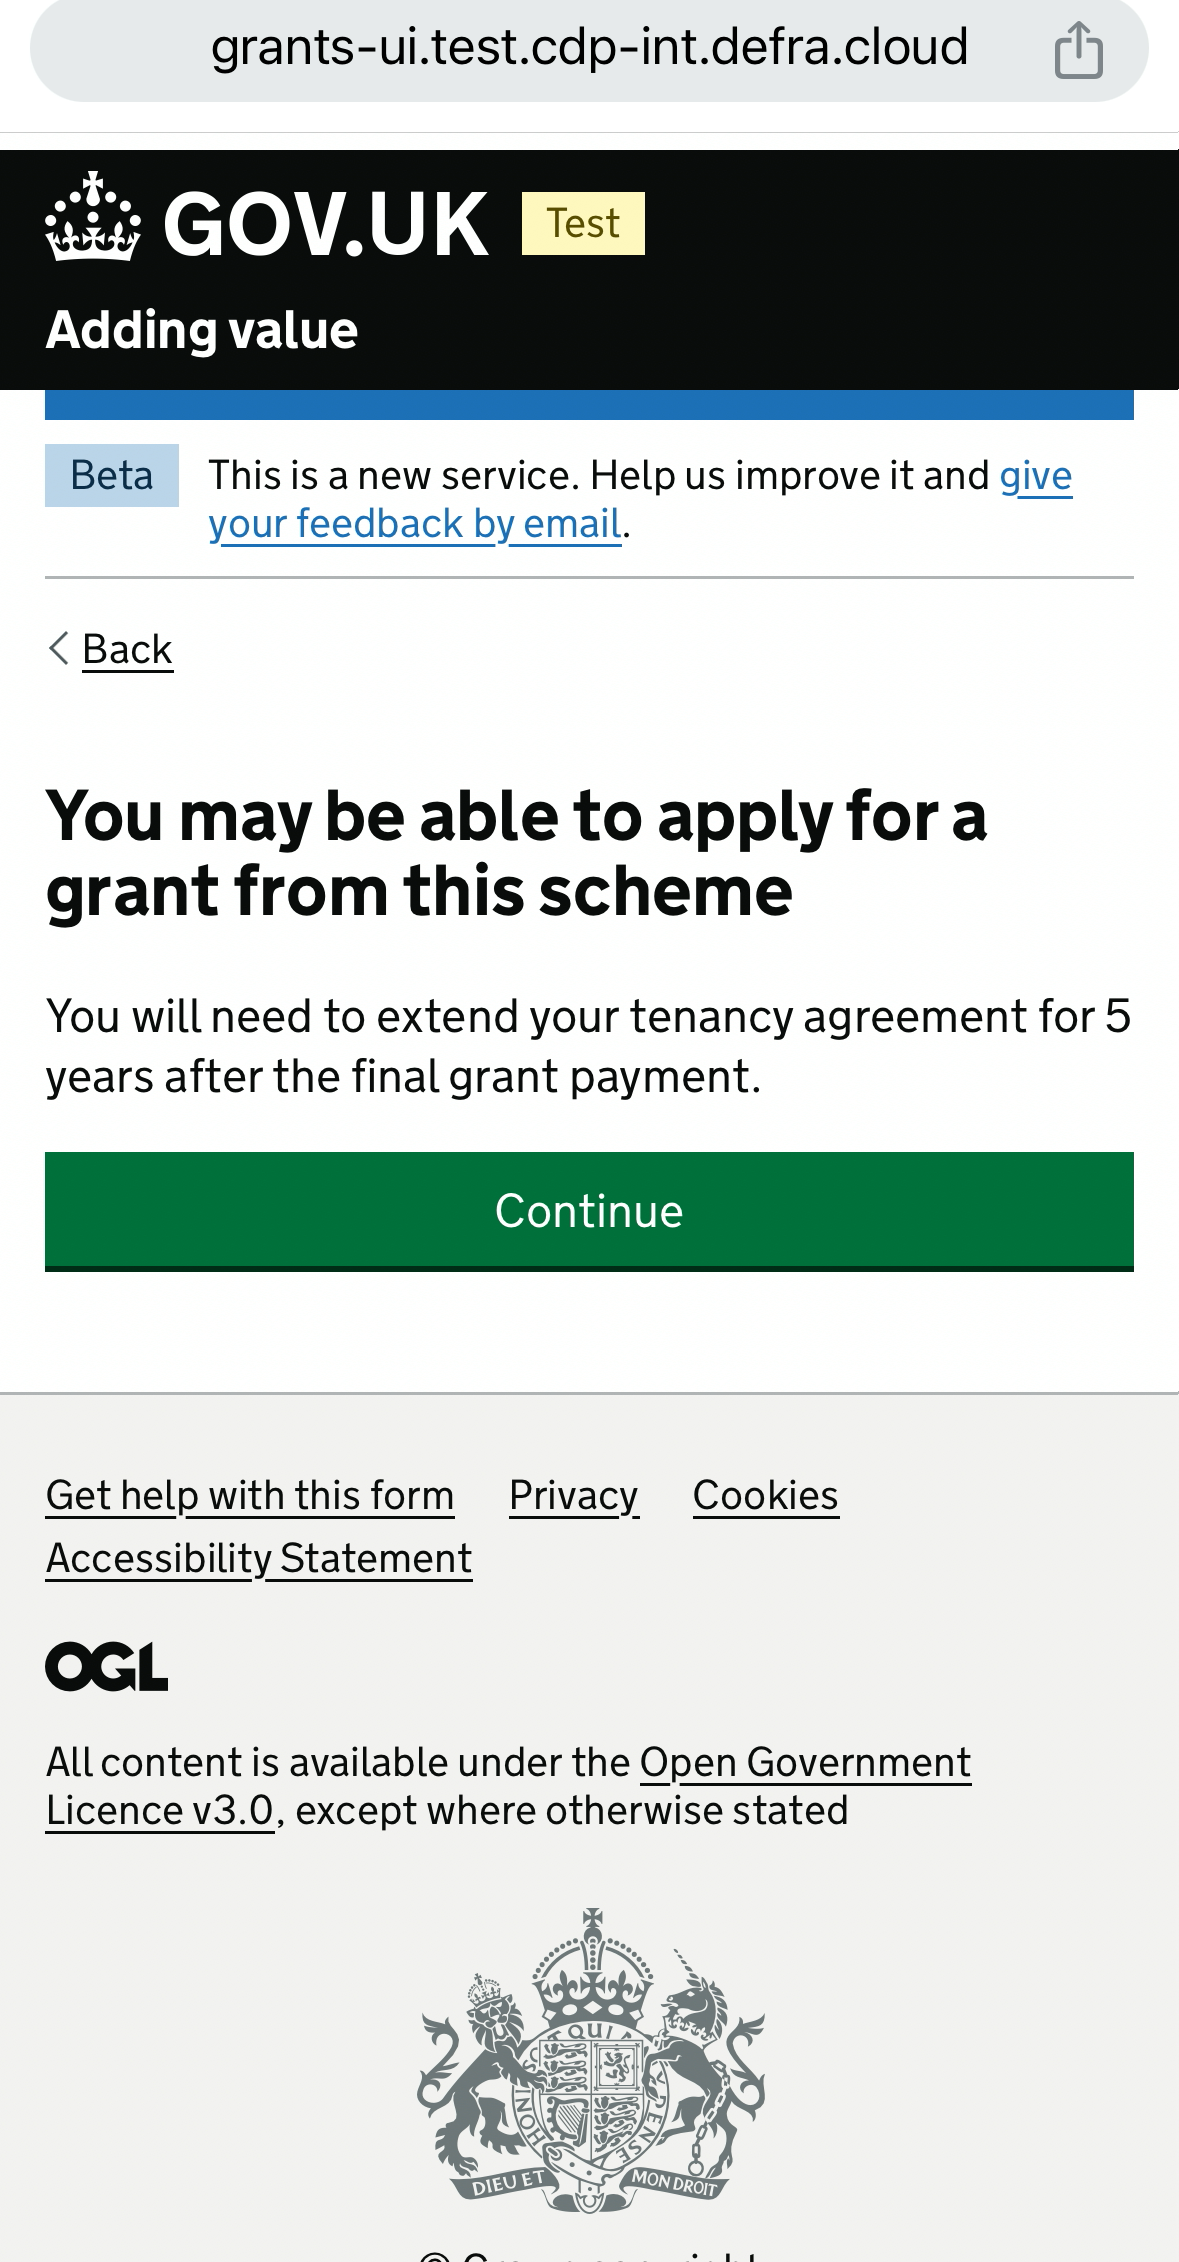 grants-ui.test.cdp-int.defra.cloud
GOV.UK Test
Adding value
Beta This is a new service. Help us improve it and give
your feedback by email.
Back
You may be able to apply for a
grant from this scheme
You will need to extend your tenancy agreement for 5
years after the final grant payment.
Continue
Get help with this form Privacy Cookies
Accessibility Statement
OGL
All content is available under the Open Government
Licence v3.0, except where otherwise stated
QUI
HONI
PENSE
DIEU ET MON DROIT
© Crown copyright